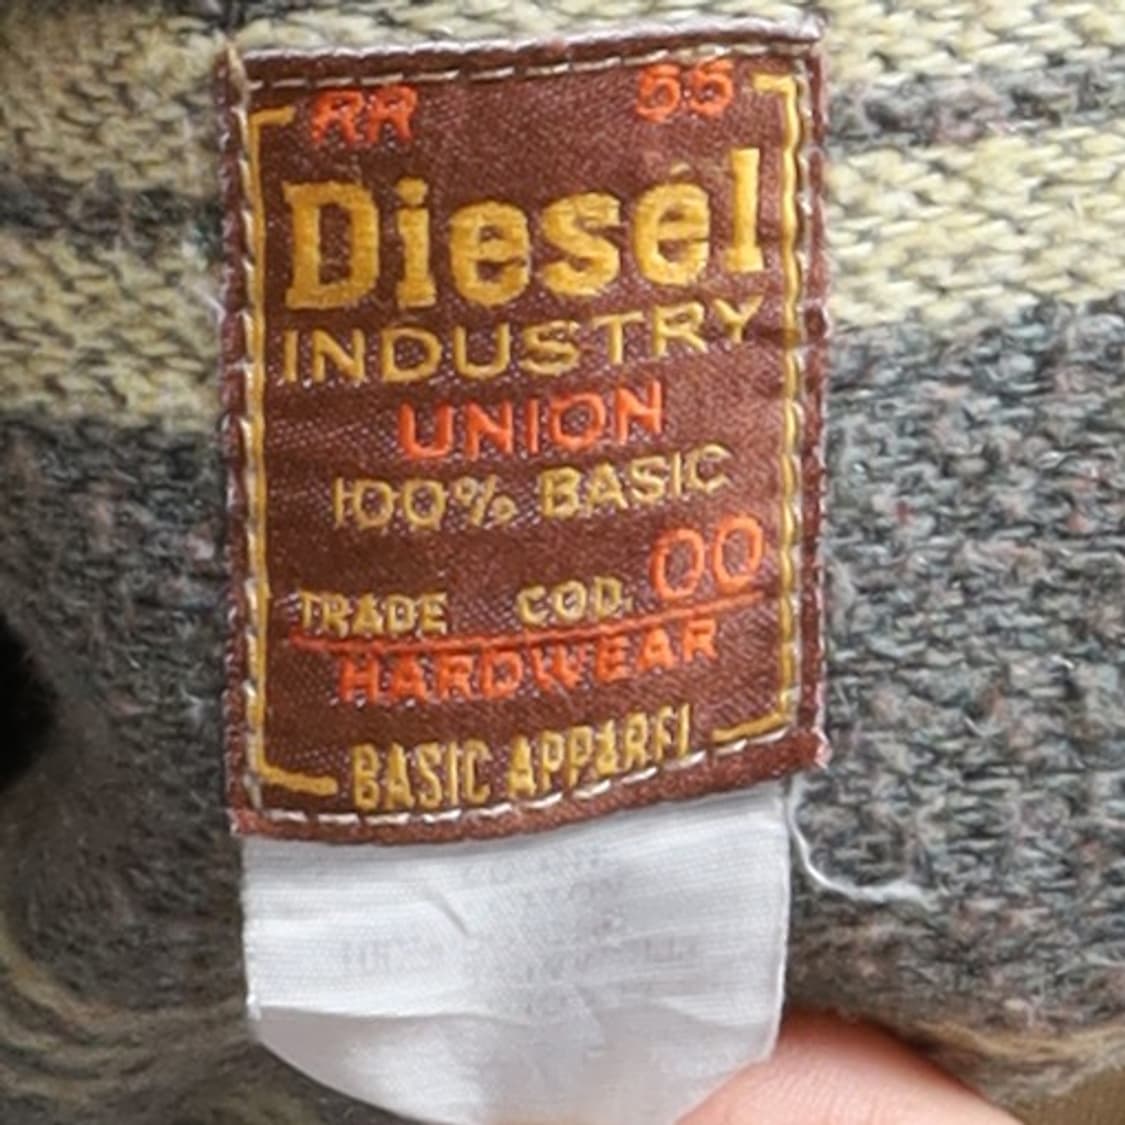 RR 55
Diesel
INDUSTRY
UNION
100% BASIC
TRADE COD. 00
HARDWEAR
BASIC APPAREL